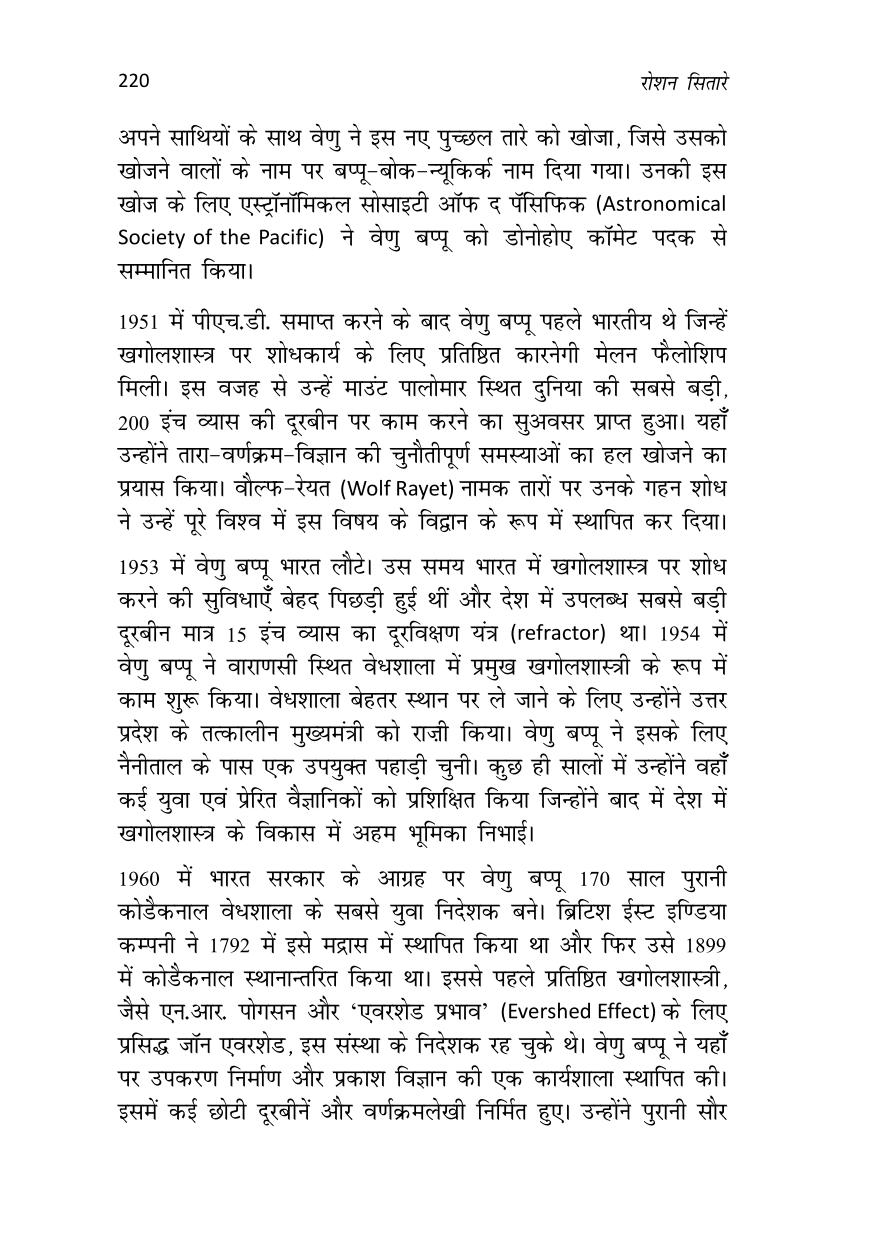 220 रोशन सितारे
अपने साथियों के साथ वेणु ने इस नए पुच्छल तारे को खोजा, जिसे उसको
खोजने वालों के नाम पर बप्पू-बोक-न्यूकिर्क नाम दिया गया। उनकी इस
खोज के लिए एस्ट्रॉनॉमिकल सोसाइटी ऑफ द पॅसिफिक (Astronomical
Society of the Pacific) ने वेणु बप्पू को डोनोहोए कॉमेट पदक से
सम्मानित किया।
1951 में पीएच.डी. समाप्त करने के बाद वेणु बप्पू पहले भारतीय थे जिन्हें
खगोलशास्त्र पर शोधकार्य के लिए प्रतिष्ठित कारनेगी मेलन फैलोशिप
मिली। इस वजह से उन्हें माउंट पालोमार स्थित दुनिया की सबसे बड़ी,
200 इंच व्यास की दूरबीन पर काम करने का सुअवसर प्राप्त हुआ। यहाँ
उन्होंने तारा-वर्णक्रम-विज्ञान की चुनौतीपूर्ण समस्याओं का हल खोजने का
प्रयास किया। वौल्फ-रेयत (Wolf Rayet) नामक तारों पर उनके गहन शोध
ने उन्हें पूरे विश्व में इस विषय के विद्वान के रूप में स्थापित कर दिया।
1953 में वेणु बप्पू भारत लौटे। उस समय भारत में खगोलशास्त्र पर शोध
करने की सुविधाएँ बेहद पिछड़ी हुई थीं और देश में उपलब्ध सबसे बड़ी
दूरबीन मात्र 15 इंच व्यास का दूरविक्षण यंत्र (refractor) था। 1954 में
वेणु बप्पू ने वाराणसी स्थित वेधशाला में प्रमुख खगोलशास्त्री के रूप में
काम शुरू किया। वेधशाला बेहतर स्थान पर ले जाने के लिए उन्होंने उत्तर
प्रदेश के तत्कालीन मुख्यमंत्री को राज़ी किया। वेणु बप्पू ने इसके लिए
नैनीताल के पास एक उपयुक्त पहाड़ी चुनी। कुछ ही सालों में उन्होंने वहाँ
कई युवा एवं प्रेरित वैज्ञानिकों को प्रशिक्षित किया जिन्होंने बाद में देश में
खगोलशास्त्र के विकास में अहम भूमिका निभाई।
1960 में भारत सरकार के आग्रह पर वेणु बप्पू 170 साल पुरानी
कोडैकनाल वेधशाला के सबसे युवा निदेशक बने। ब्रिटिश ईस्ट इण्डिया
कम्पनी ने 1792 में इसे मद्रास में स्थापित किया था और फिर उसे 1899
में कोडैकनाल स्थानान्तरित किया था। इससे पहले प्रतिष्ठित खगोलशास्त्री,
जैसे एन.आर. पोगसन और ‘एवरशेड प्रभाव’ (Evershed Effect) के लिए
प्रसिद्ध जॉन एवरशेड, इस संस्था के निदेशक रह चुके थे। वेणु बप्पू ने यहाँ
पर उपकरण निर्माण और प्रकाश विज्ञान की एक कार्यशाला स्थापित की।
इसमें कई छोटी दूरबीनें और वर्णक्रमलेखी निर्मित हुए। उन्होंने पुरानी सौर